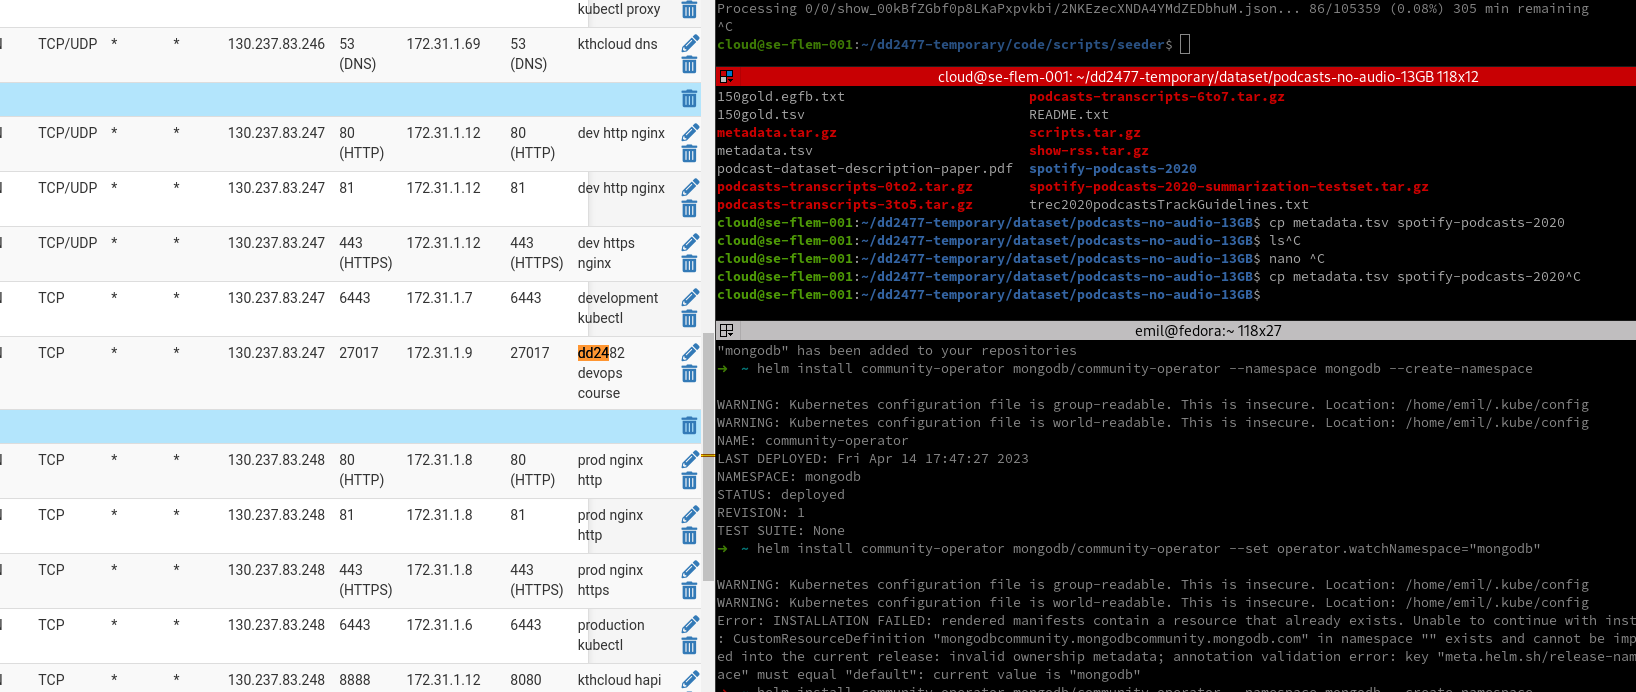 kubectl proxy
TCP/UDP * * 130.237.83.246 53 172.31.1.69 53 kthcloud dns
(DNS) (DNS)
TCP/UDP * * 130.237.83.247 80 172.31.1.12 80 dev http nginx
(HTTP) (HTTP)
TCP/UDP * * 130.237.83.247 81 172.31.1.12 81 dev http nginx
TCP/UDP * * 130.237.83.247 443 172.31.1.12 443 dev https
(HTTPS) (HTTPS) nginx
TCP * * 130.237.83.247 6443 172.31.1.7 6443 development
kubectl
TCP * * 130.237.83.247 27017 172.31.1.9 27017 dd2482
devops
course
TCP * * 130.237.83.248 80 172.31.1.8 80 prod nginx
(HTTP) (HTTP) http
TCP * * 130.237.83.248 81 172.31.1.8 81 prod nginx
http
TCP * * 130.237.83.248 443 172.31.1.8 443 prod nginx
(HTTPS) (HTTPS) https
TCP * * 130.237.83.248 6443 172.31.1.6 6443 production
kubectl
TCP * * 130.237.83.248 8888 172.31.1.12 8080 kthcloud hapi
Processing 0/0/show_00kBfZGbf0p8LKaPxpvkbi/2NKEzecXNDA4YMdZEDbhuM.json... 86/105359 (0.08%) 305 min remaining
^C
cloud@se-flem-001:~/dd2477-temporary/code/scripts/seeder$
cloud@se-flem-001: ~/dd2477-temporary/dataset/podcasts-no-audio-13GB 118x12
150gold.egfb.txt podcasts-transcripts-6to7.tar.gz
150gold.tsv README.txt
metadata.tar.gz scripts.tar.gz
metadata.tsv show-rss.tar.gz
podcast-dataset-description-paper.pdf spotify-podcasts-2020
podcasts-transcripts-0to2.tar.gz spotify-podcasts-2020-summarization-testset.tar.gz
podcasts-transcripts-3to5.tar.gz trec2020podcastsTrackGuidelines.txt
cloud@se-flem-001:~/dd2477-temporary/dataset/podcasts-no-audio-13GB$ cp metadata.tsv spotify-podcasts-2020
cloud@se-flem-001:~/dd2477-temporary/dataset/podcasts-no-audio-13GB$ ls^C
cloud@se-flem-001:~/dd2477-temporary/dataset/podcasts-no-audio-13GB$ nano ^C
cloud@se-flem-001:~/dd2477-temporary/dataset/podcasts-no-audio-13GB$ cp metadata.tsv spotify-podcasts-2020^C
cloud@se-flem-001:~/dd2477-temporary/dataset/podcasts-no-audio-13GB$
emil@fedora:~ 118x27
"mongodb" has been added to your repositories
➜ ~ helm install community-operator mongodb/community-operator --namespace mongodb --create-namespace
WARNING: Kubernetes configuration file is group-readable. This is insecure. Location: /home/emil/.kube/config
WARNING: Kubernetes configuration file is world-readable. This is insecure. Location: /home/emil/.kube/config
NAME: community-operator
LAST DEPLOYED: Fri Apr 14 17:47:27 2023
NAMESPACE: mongodb
STATUS: deployed
REVISION: 1
TEST SUITE: None
➜ ~ helm install community-operator mongodb/community-operator --set operator.watchNamespace="mongodb"
WARNING: Kubernetes configuration file is group-readable. This is insecure. Location: /home/emil/.kube/config
WARNING: Kubernetes configuration file is world-readable. This is insecure. Location: /home/emil/.kube/config
Error: INSTALLATION FAILED: rendered manifests contain a resource that already exists. Unable to continue with inst
: CustomResourceDefinition "mongodbcommunity.mongodbcommunity.mongodb.com" in namespace "" exists and cannot be imp
ed into the current release: invalid ownership metadata; annotation validation error: key "meta.helm.sh/release-nam
ace" must equal "default": current value is "mongodb"
helm install community-operator mongodb/community-operator --namespace mongodb --create-namespace